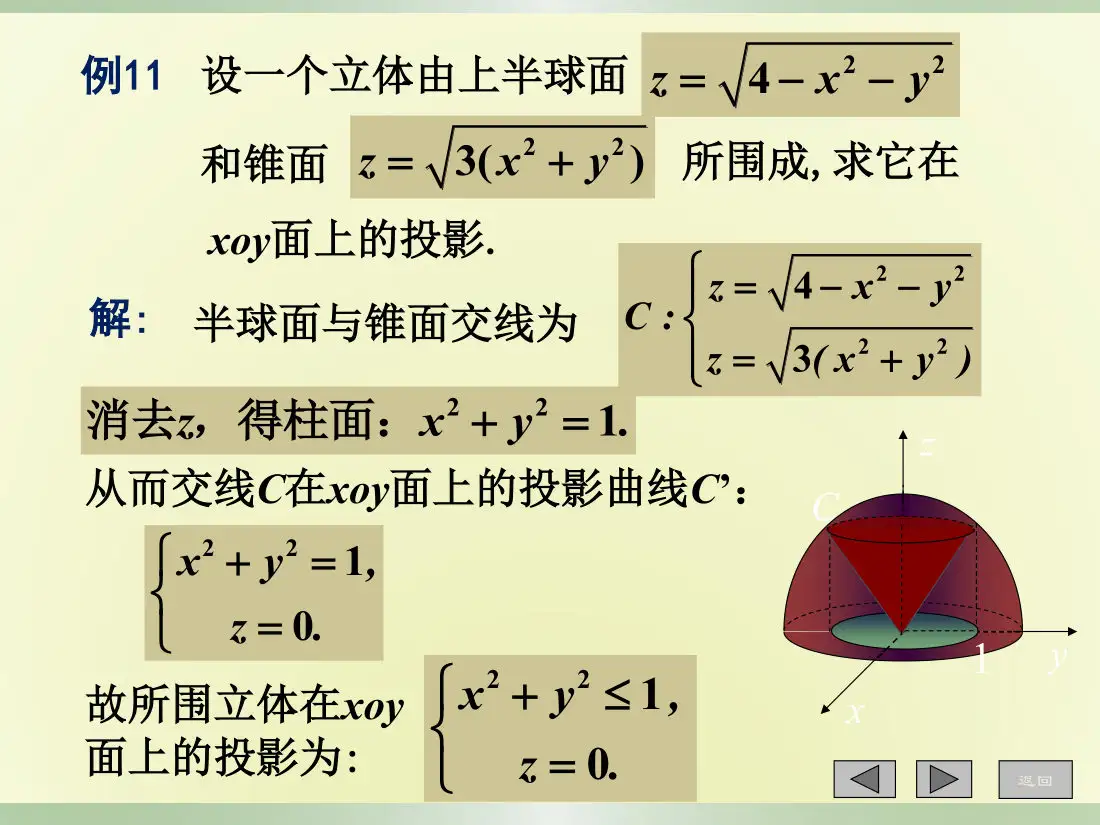 例11 设一个立体由上半球面 z = √(4 − x² − y²)
和锥面 z = √(3(x² + y²)) 所围成,求它在
xoy面上的投影.
解: 半球面与锥面交线为 C : { z = √(4 − x² − y²)
z = √(3(x² + y²))
消去z，得柱面：x² + y² = 1.
从而交线C在xoy面上的投影曲线C’：
{ x² + y² = 1,
z = 0.
故所围立体在xoy
面上的投影为:
{ x² + y² ≤ 1,
z = 0.
z
C
1
y
x
返回